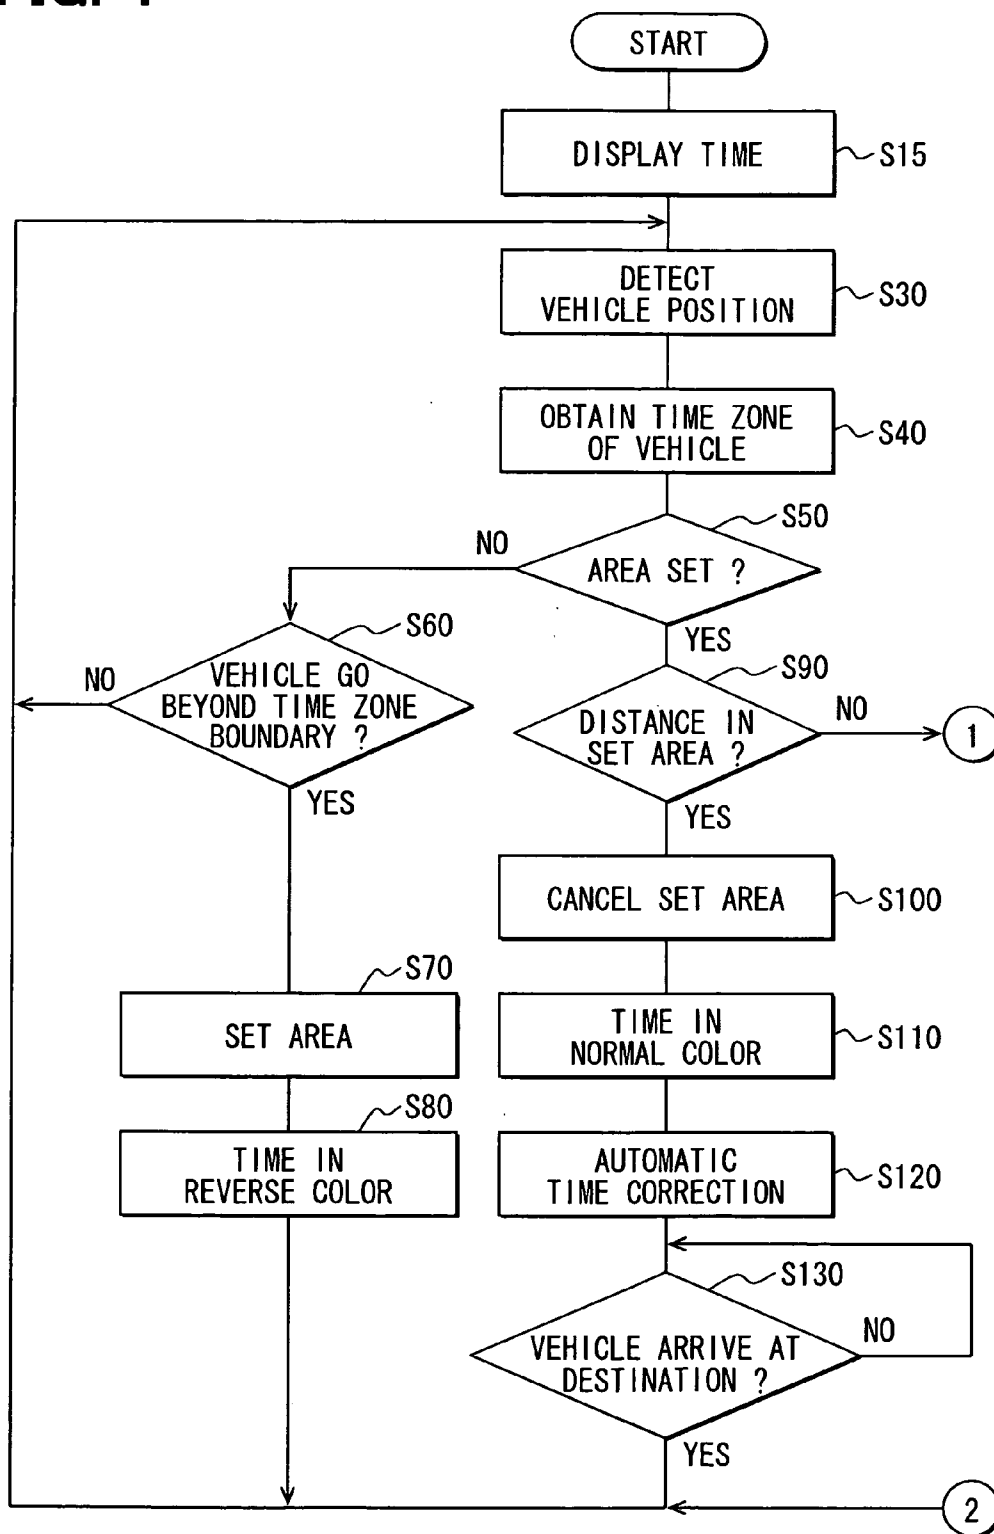 START
DISPLAY TIME
S15
DETECT
VEHICLE POSITION
S30
OBTAIN TIME ZONE
OF VEHICLE
S40
S50
AREA SET ?
NO
YES
S60
VEHICLE GO
BEYOND TIME ZONE
BOUNDARY ?
NO
YES
S90
DISTANCE IN
SET AREA ?
NO
1
YES
CANCEL SET AREA
S100
S70
SET AREA
TIME IN
NORMAL COLOR
S110
S80
TIME IN
REVERSE COLOR
AUTOMATIC
TIME CORRECTION
S120
S130
VEHICLE ARRIVE AT
DESTINATION ?
NO
YES
2